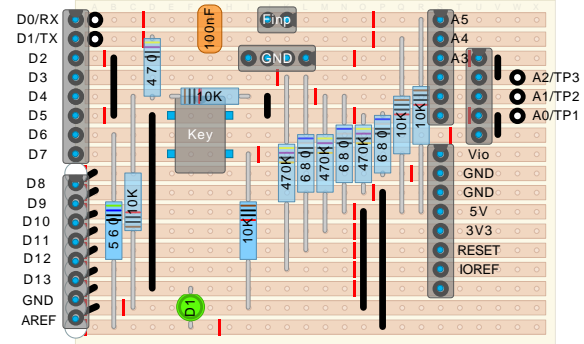 D0/RX
D1/TX
D2
D3
D4
D5
D6
D7
D8
D9
D10
D11
D12
D13
GND
AREF
470
100nF
Finp
GND
10K
Key
560
10K
10K
470K
680
470K
680
470K
680
10K
10K
D1
A5
A4
A3
A2/TP3
A1/TP2
A0/TP1
Vio
GND
GND
5V
3V3
RESET
IOREF